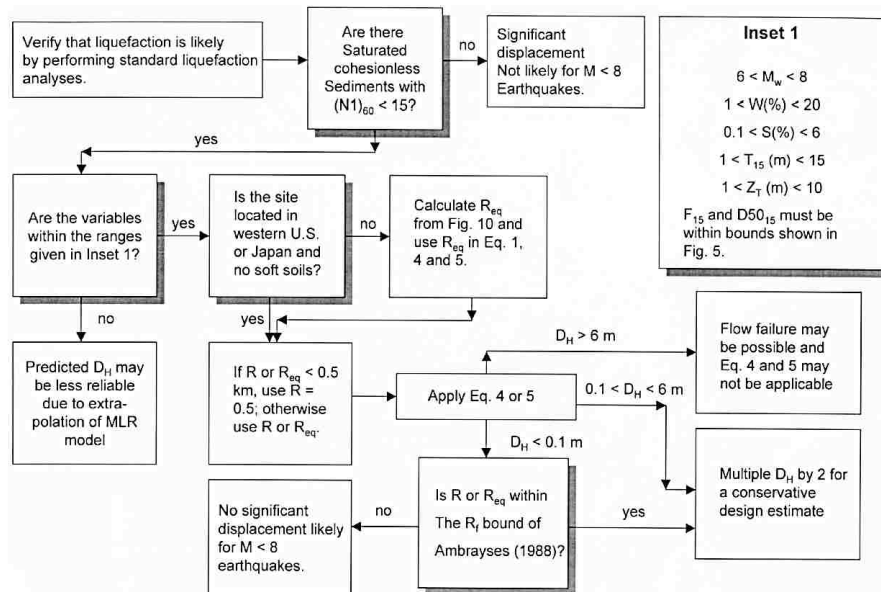 Verify that liquefaction is likely
by performing standard liquefaction
analyses.
Are there
Saturated
cohesionless
Sediments with
(N1)60 < 15?
no
Significant
displacement
Not likely for M < 8
Earthquakes.
Inset 1
6 < Mw < 8
1 < W(%) < 20
0.1 < S(%) < 6
1 < T15 (m) < 15
1 < ZT (m) < 10
F15 and D5015 must be
within bounds shown in
Fig. 5.
yes
Are the variables
within the ranges
given in Inset 1?
yes
Is the site
located in
western U.S.
or Japan and
no soft soils?
no
Calculate Req
from Fig. 10 and
use Req in Eq. 1,
4 and 5.
no
yes
Predicted DH may
be less reliable
due to extra-
polation of MLR
model
If R or Req < 0.5
km, use R =
0.5; otherwise
use R or Req.
Apply Eq. 4 or 5
DH > 6 m
Flow failure may
be possible and
Eq. 4 and 5 may
not be applicable
0.1 < DH < 6 m
DH < 0.1 m
Multiple DH by 2 for
a conservative
design estimate
Is R or Req within
The Rf bound of
Ambrayses (1988)?
yes
no
No significant
displacement likely
for M < 8
earthquakes.